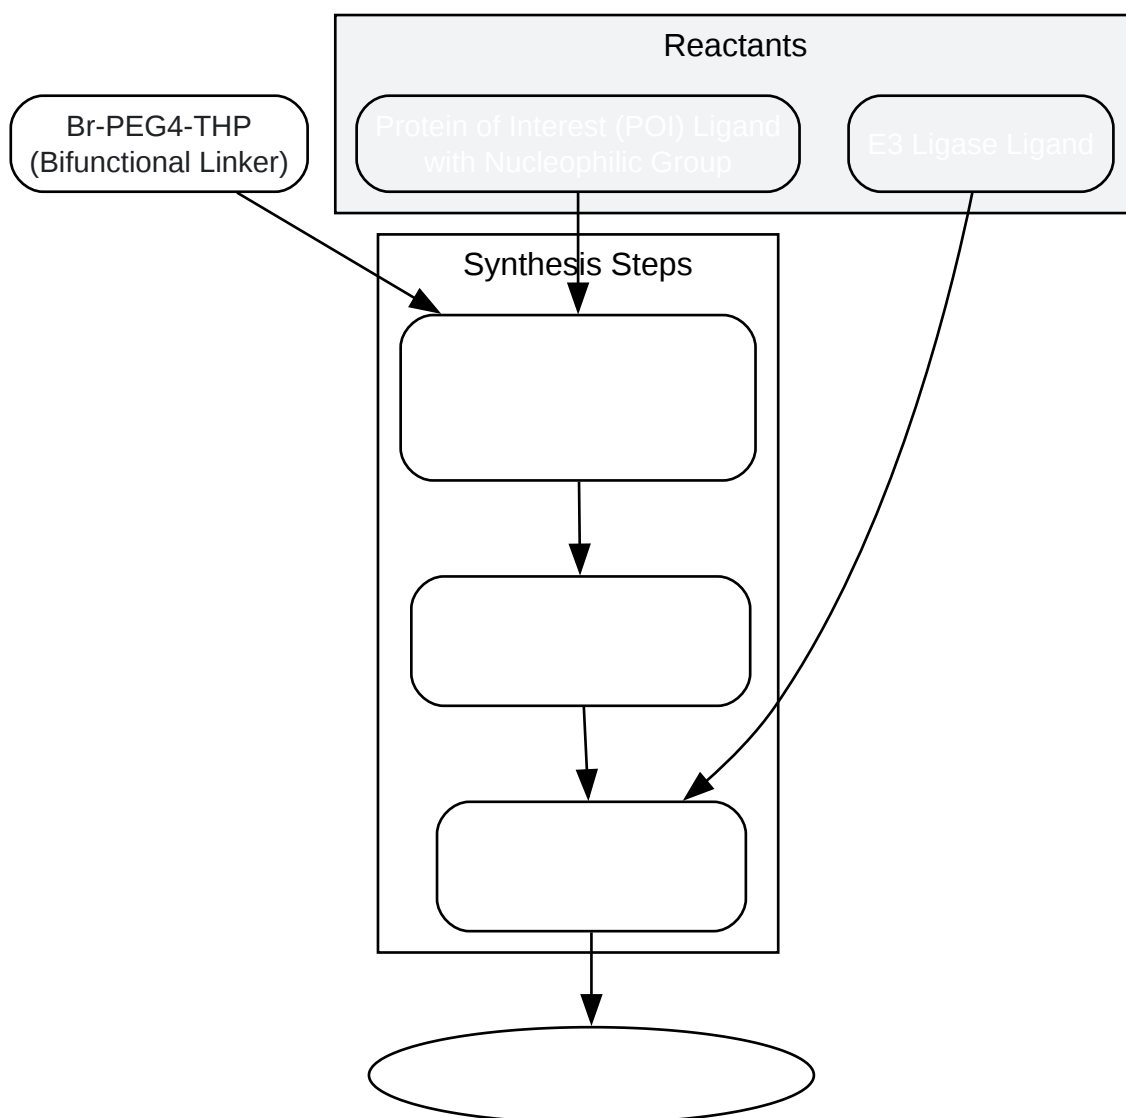 Reactants
Br-PEG4-THP
(Bifunctional Linker)
Protein of Interest (POI) Ligand
with Nucleophilic Group
E3 Ligase Ligand
Synthesis Steps